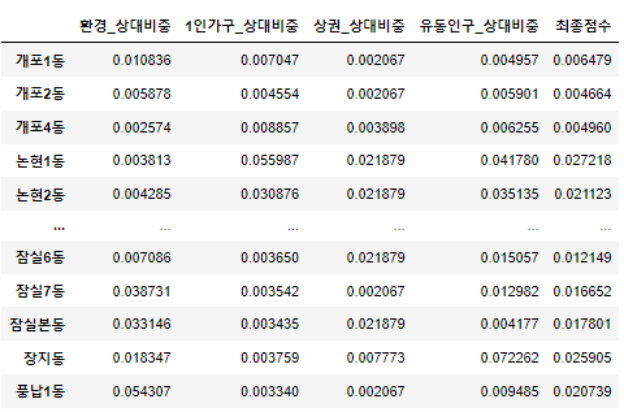 환경_상대비중 1인가구_상대비중 상권_상대비중 유동인구_상대비중 최종점수
개포1동 0.010836 0.007047 0.002067 0.004957 0.006479
개포2동 0.005878 0.004554 0.002067 0.005901 0.004664
개포4동 0.002574 0.008857 0.003898 0.006255 0.004960
논현1동 0.003813 0.055987 0.021879 0.041780 0.027218
논현2동 0.004285 0.030876 0.021879 0.035135 0.021123
... ... ... ... ... ...
잠실6동 0.007086 0.003650 0.021879 0.015057 0.012149
잠실7동 0.038731 0.003542 0.002067 0.012982 0.016652
잠실본동 0.033146 0.003435 0.021879 0.004177 0.017801
장지동 0.018347 0.003759 0.007773 0.072262 0.025905
풍납1동 0.054307 0.003340 0.002067 0.009485 0.020739